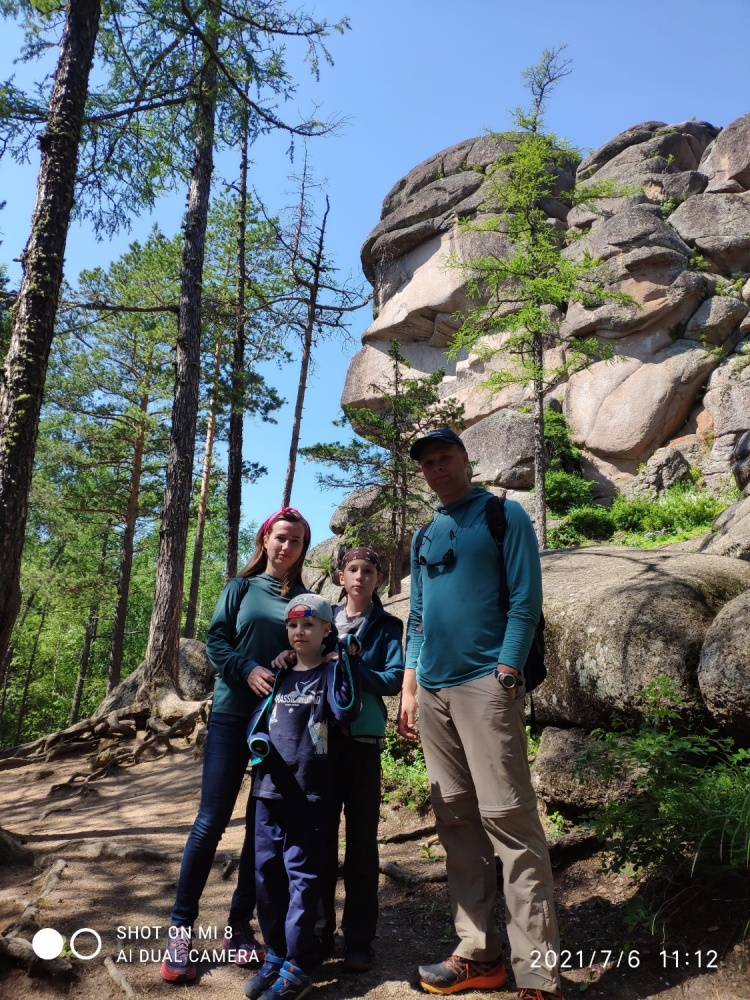 SHOT ON MI 8
AI DUAL CAMERA
2021/7/6 11:12